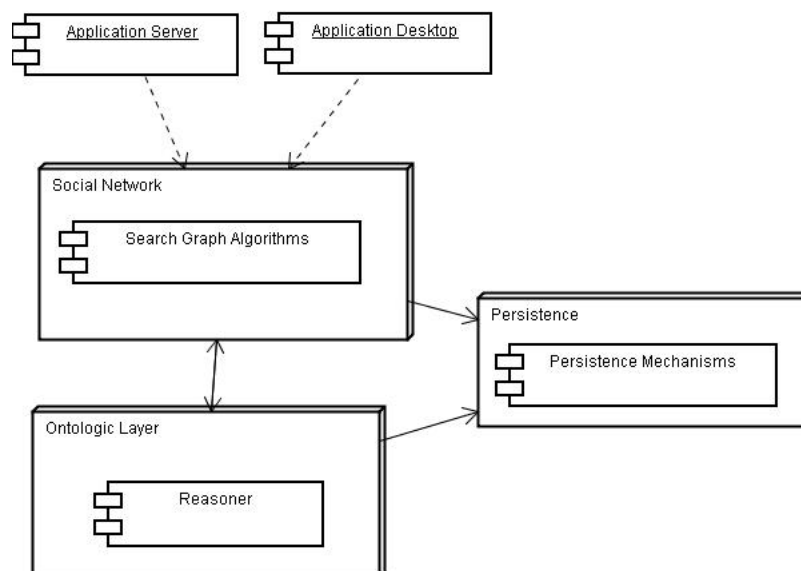 Application Server
Application Desktop
Social Network
Search Graph Algorithms
Persistence
Persistence Mechanisms
Ontologic Layer
Reasoner